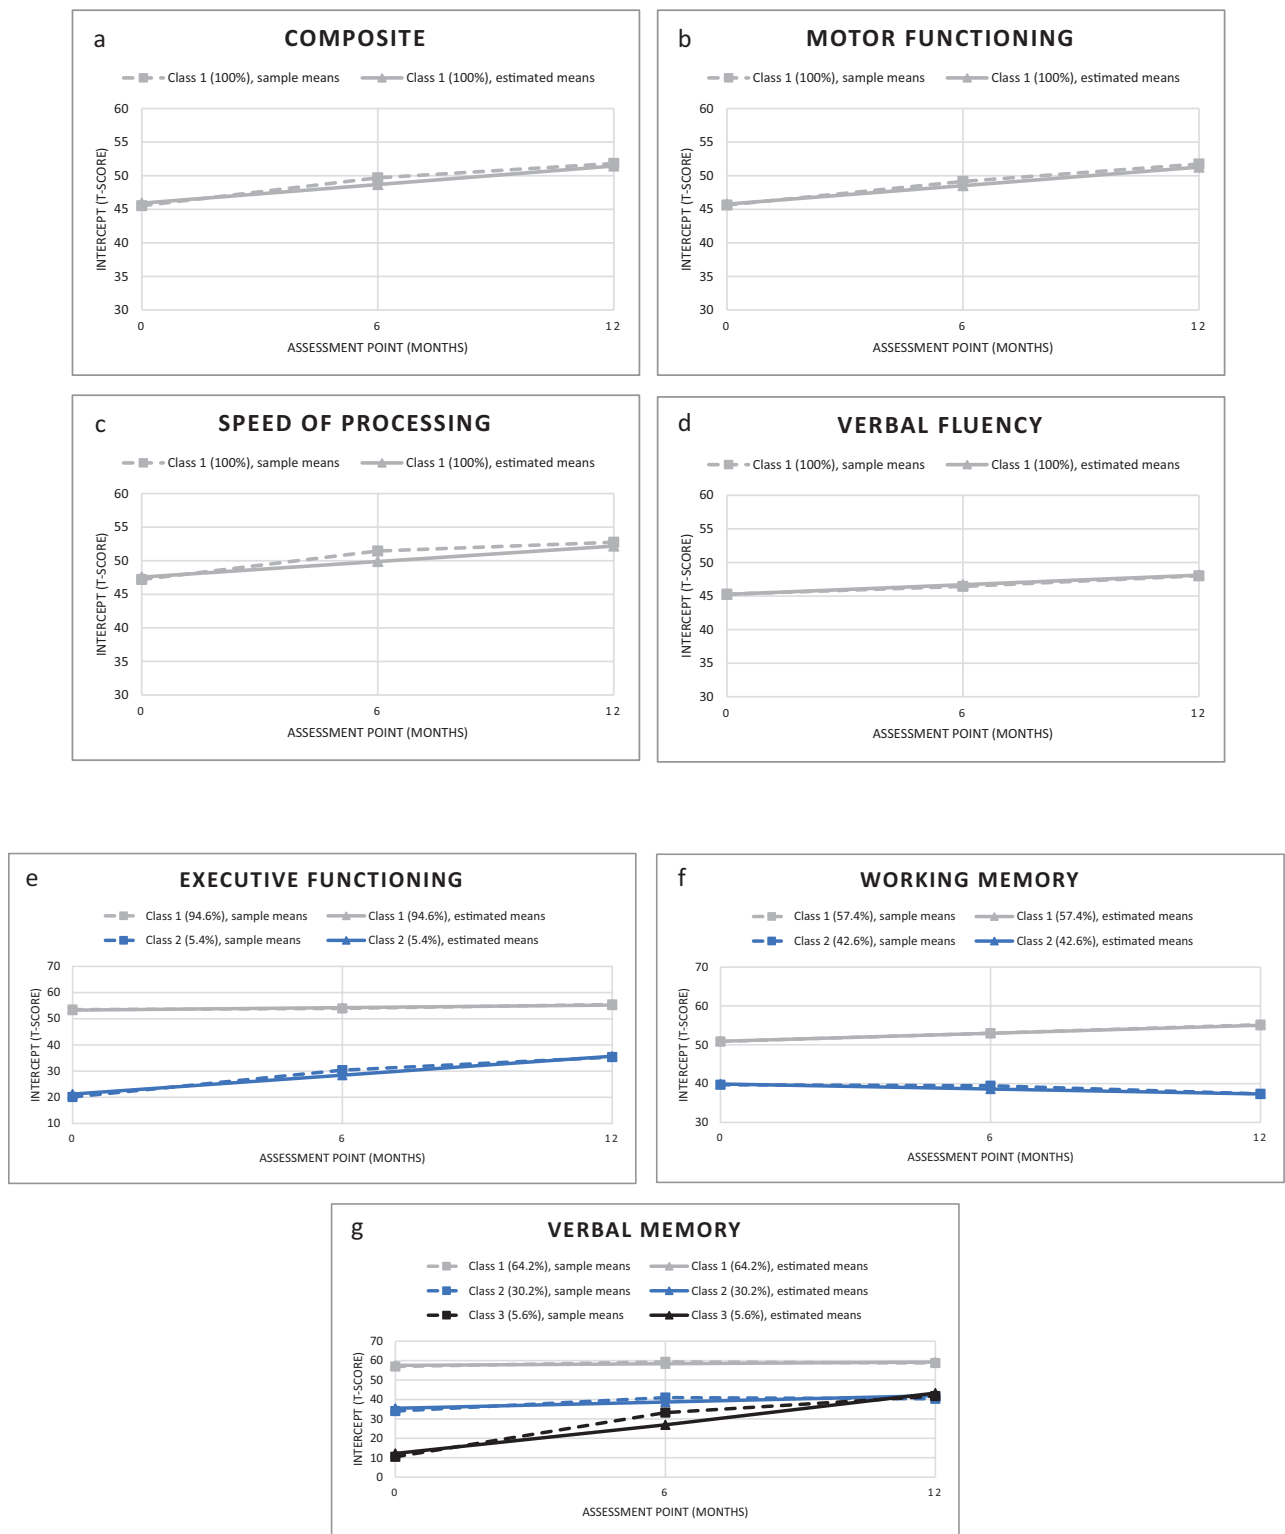 a
COMPOSITE
Class 1 (100%), sample means
Class 1 (100%), estimated means
60
55
50
45
40
35
30
INTERCEPT (T-SCORE)
0
6
12
ASSESSMENT POINT (MONTHS)
b
MOTOR FUNCTIONING
Class 1 (100%), sample means
Class 1 (100%), estimated means
60
55
50
45
40
35
30
INTERCEPT (T-SCORE)
0
6
12
ASSESSMENT POINT (MONTHS)
c
SPEED OF PROCESSING
Class 1 (100%), sample means
Class 1 (100%), estimated means
60
55
50
45
40
35
30
INTERCEPT (T-SCORE)
0
6
12
ASSESSMENT POINT (MONTHS)
d
VERBAL FLUENCY
Class 1 (100%), sample means
Class 1 (100%), estimated means
60
55
50
45
40
35
30
INTERCEPT (T-SCORE)
0
6
12
ASSESSMENT POINT (MONTHS)
e
EXECUTIVE FUNCTIONING
Class 1 (94.6%), sample means
Class 1 (94.6%), estimated means
Class 2 (5.4%), sample means
Class 2 (5.4%), estimated means
70
60
50
40
30
20
10
INTERCEPT (T-SCORE)
0
6
12
ASSESSMENT POINT (MONTHS)
f
WORKING MEMORY
Class 1 (57.4%), sample means
Class 1 (57.4%), estimated means
Class 2 (42.6%), sample means
Class 2 (42.6%), estimated means
70
60
50
40
30
INTERCEPT (T-SCORE)
0
6
12
ASSESSMENT POINT (MONTHS)
g
VERBAL MEMORY
Class 1 (64.2%), sample means
Class 1 (64.2%), estimated means
Class 2 (30.2%), sample means
Class 2 (30.2%), estimated means
Class 3 (5.6%), sample means
Class 3 (5.6%), estimated means
70
60
50
40
30
20
10
0
INTERCEPT (T-SCORE)
0
6
12
ASSESSMENT POINT (MONTHS)